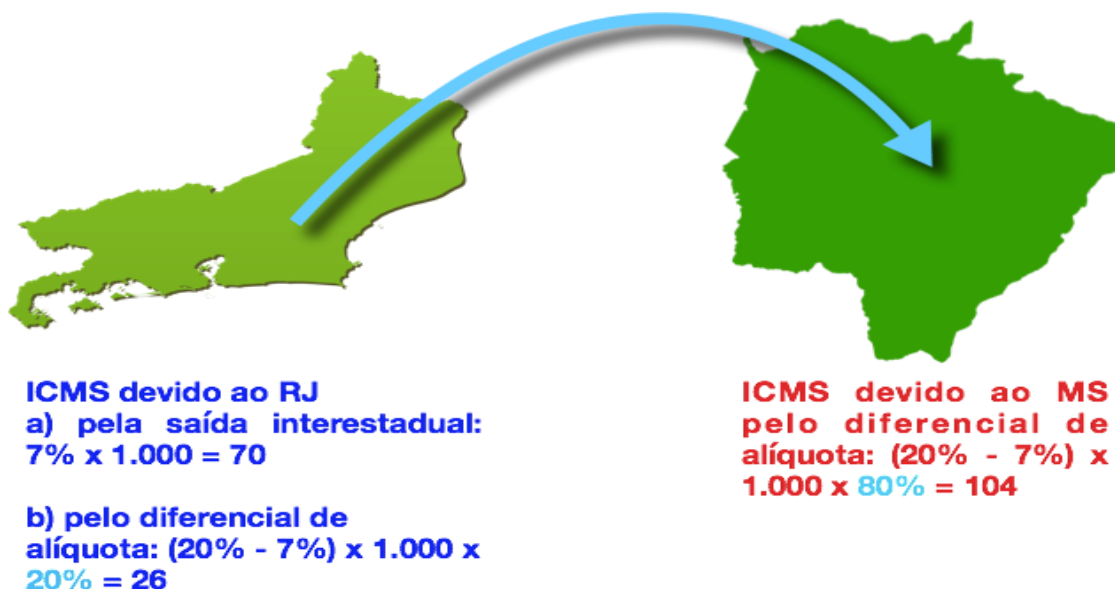 ICMS devido ao RJ
a) pela saída interestadual:
7% x 1.000 = 70
b) pelo diferencial de
alíquota: (20% - 7%) x 1.000 x
20% = 26
ICMS devido ao MS
pelo diferencial de
alíquota: (20% - 7%) x
1.000 x 80% = 104